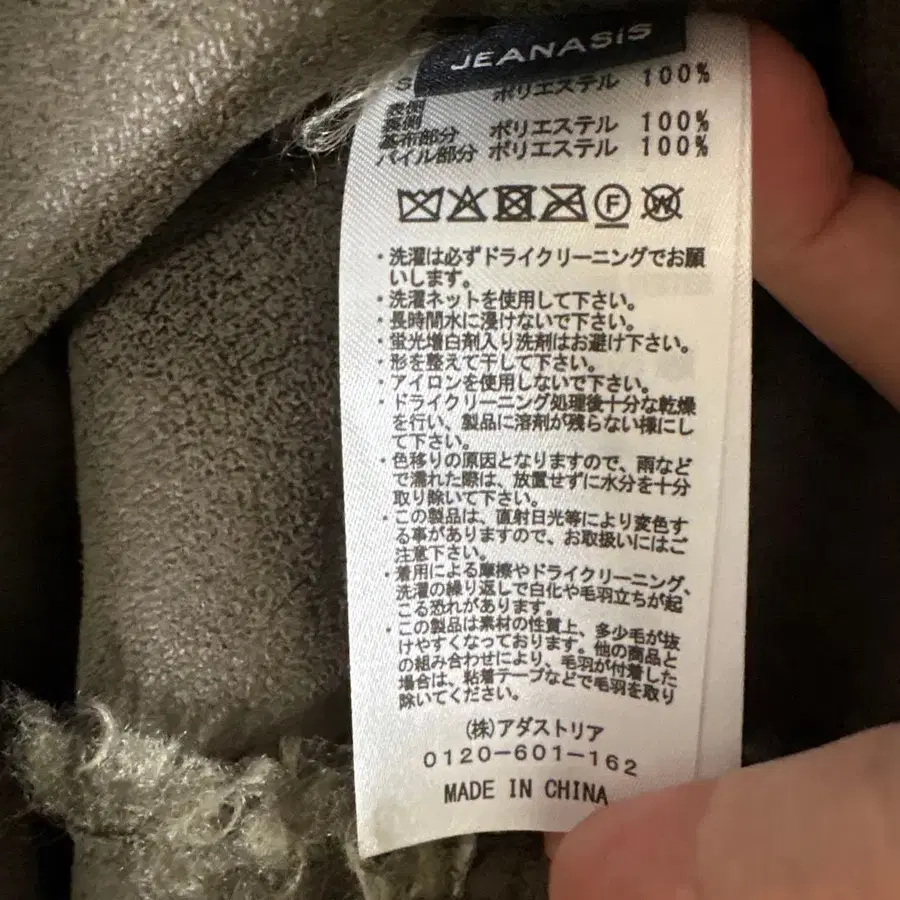 JEANASiS
S
表側 ポリエステル 100%
裏側
基布部分 ポリエステル 100%
パイル部分 ポリエステル 100%
F
W
・洗濯は必ずドライクリーニングでお願
いします。
・洗濯ネットを使用して下さい。
・長時間水に浸けないで下さい。
・蛍光増白剤入り洗剤はお避け下さい。
・形を整えて干して下さい。
・アイロンを使用しないで下さい。
・ドライクリーニング処理後十分な乾燥
を行い、製品に溶剤が残らない様にし
て下さい。
・色移りの原因となりますので、雨など
で濡れた際は、放置せずに水分を十分
取り除いて下さい。
・この製品は、直射日光等により変色す
る事がありますので、お取扱いにはご
注意下さい。
・着用による摩擦やドライクリーニング、
洗濯の繰り返しで白化や毛羽立ちが起
こる恐れがあります。
・この製品は素材の性質上、多少毛が抜
けやすくなっております。他の商品と
の組み合わせにより、毛羽が付着した
場合は、粘着テープなどで毛羽を取り
除いてください。
(株)アダストリア
0120-601-162
MADE IN CHINA